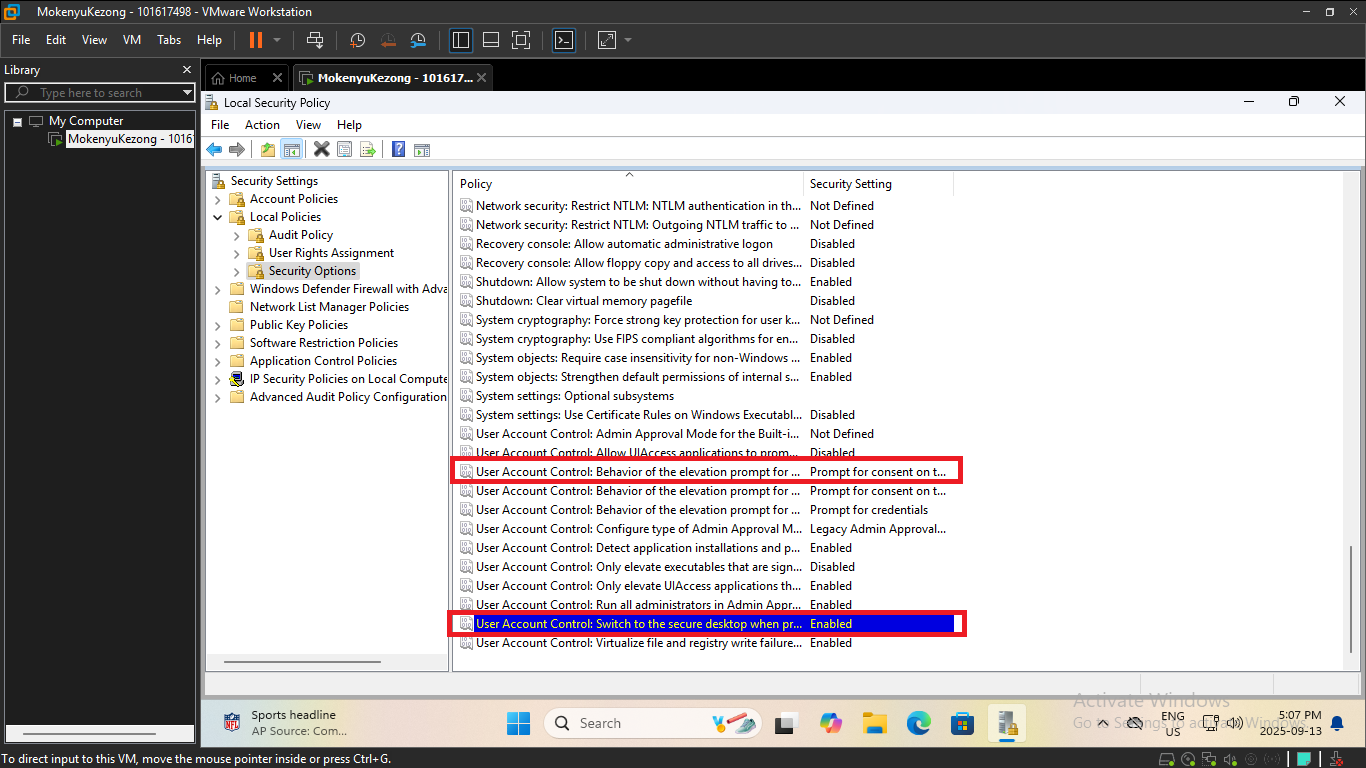 MokenyuKezong - 101617498 - VMware Workstation
File Edit View VM Tabs Help
Library
Type here to search
My Computer
MokenyuKezong - 1016
Home
MokenyuKezong - 101617...
Local Security Policy
File Action View Help
Security Settings
Account Policies
Local Policies
Audit Policy
User Rights Assignment
Security Options
Windows Defender Firewall with Adva
Network List Manager Policies
Public Key Policies
Software Restriction Policies
Application Control Policies
IP Security Policies on Local Compute
Advanced Audit Policy Configuration
Policy Security Setting
Network security: Restrict NTLM: NTLM authentication in th... Not Defined
Network security: Restrict NTLM: Outgoing NTLM traffic to ... Not Defined
Recovery console: Allow automatic administrative logon Disabled
Recovery console: Allow floppy copy and access to all drives... Disabled
Shutdown: Allow system to be shut down without having to... Enabled
Shutdown: Clear virtual memory pagefile Disabled
System cryptography: Force strong key protection for user k... Not Defined
System cryptography: Use FIPS compliant algorithms for en... Disabled
System objects: Require case insensitivity for non-Windows ... Enabled
System objects: Strengthen default permissions of internal s... Enabled
System settings: Optional subsystems
System settings: Use Certificate Rules on Windows Executabl... Disabled
User Account Control: Admin Approval Mode for the Built-i... Not Defined
User Account Control: Allow UIAccess applications to prom... Disabled
User Account Control: Behavior of the elevation prompt for ... Prompt for consent on t...
User Account Control: Behavior of the elevation prompt for ... Prompt for consent on t...
User Account Control: Behavior of the elevation prompt for ... Prompt for credentials
User Account Control: Configure type of Admin Approval M... Legacy Admin Approval...
User Account Control: Detect application installations and p... Enabled
User Account Control: Only elevate executables that are sign... Disabled
User Account Control: Only elevate UIAccess applications th... Enabled
User Account Control: Run all administrators in Admin Appr... Enabled
User Account Control: Switch to the secure desktop when pr... Enabled
User Account Control: Virtualize file and registry write failure... Enabled
Activate Windows
Go to Settings to activate Windows.
NFL
Sports headline
AP Source: Com...
Search
ENG
US
5:07 PM
2025-09-13
To direct input to this VM, move the mouse pointer inside or press Ctrl+G.